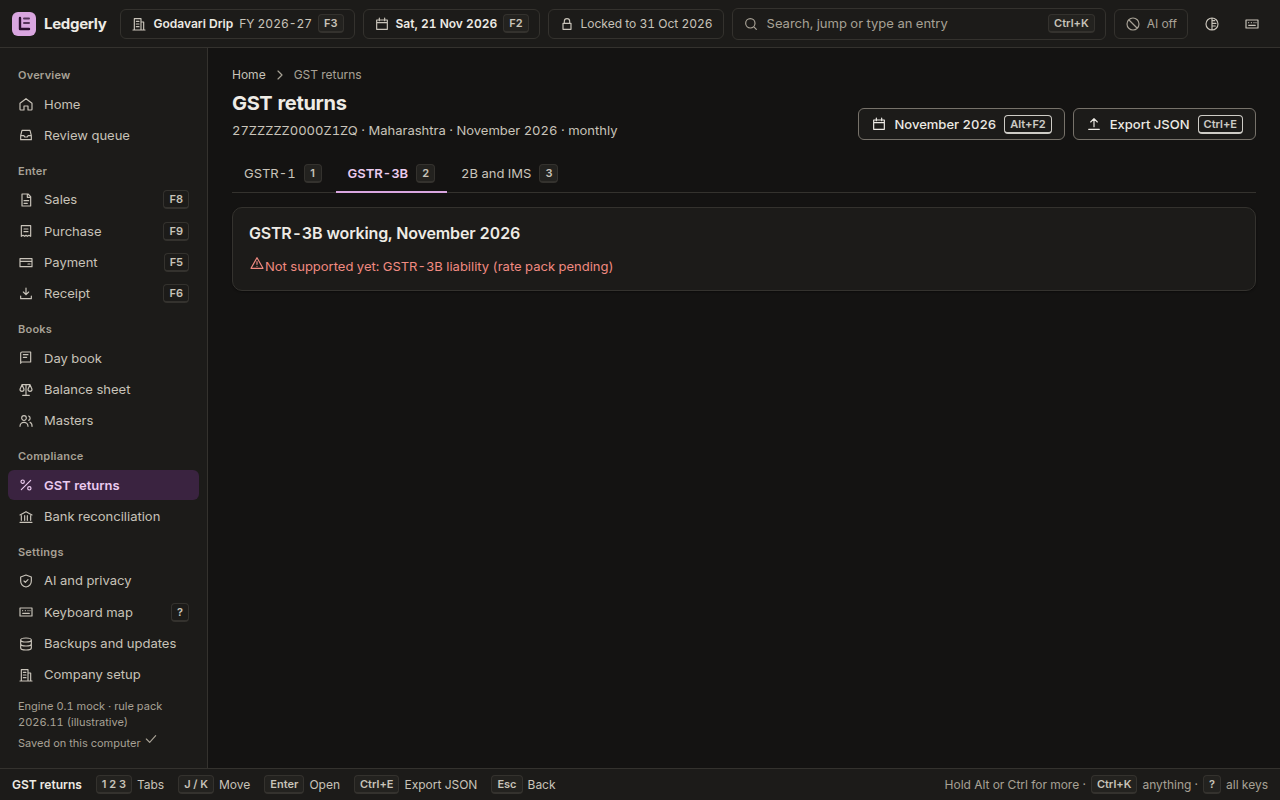 Ledgerly
Godavari Drip FY 2026-27 F3
Sat, 21 Nov 2026 F2
Locked to 31 Oct 2026
Search, jump or type an entry Ctrl+K
AI off
Overview
Home
Review queue
Enter
Sales F8
Purchase F9
Payment F5
Receipt F6
Books
Day book
Balance sheet
Masters
Compliance
GST returns
Bank reconciliation
Settings
AI and privacy
Keyboard map ?
Backups and updates
Company setup
Engine 0.1 mock · rule pack
2026.11 (illustrative)
Saved on this computer
Home > GST returns
GST returns
27ZZZZZ0000Z1ZQ · Maharashtra · November 2026 · monthly
November 2026 Alt+F2
Export JSON Ctrl+E
GSTR-1 1
GSTR-3B 2
2B and IMS 3
GSTR-3B working, November 2026
Not supported yet: GSTR-3B liability (rate pack pending)
GST returns 1 2 3 Tabs J / K Move Enter Open Ctrl+E Export JSON Esc Back
Hold Alt or Ctrl for more · Ctrl+K anything · ? all keys